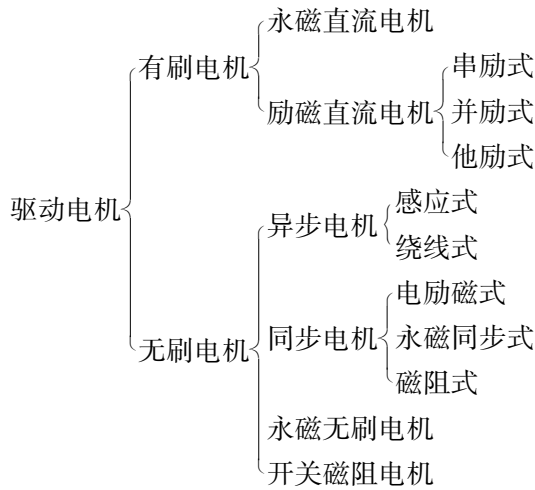 永磁直流电机
有刷电机
串励式
励磁直流电机
并励式
他励式
驱动电机
感应式
异步电机
绕线式
电励磁式
无刷电机
同步电机
永磁同步式
磁阻式
永磁无刷电机
开关磁阻电机